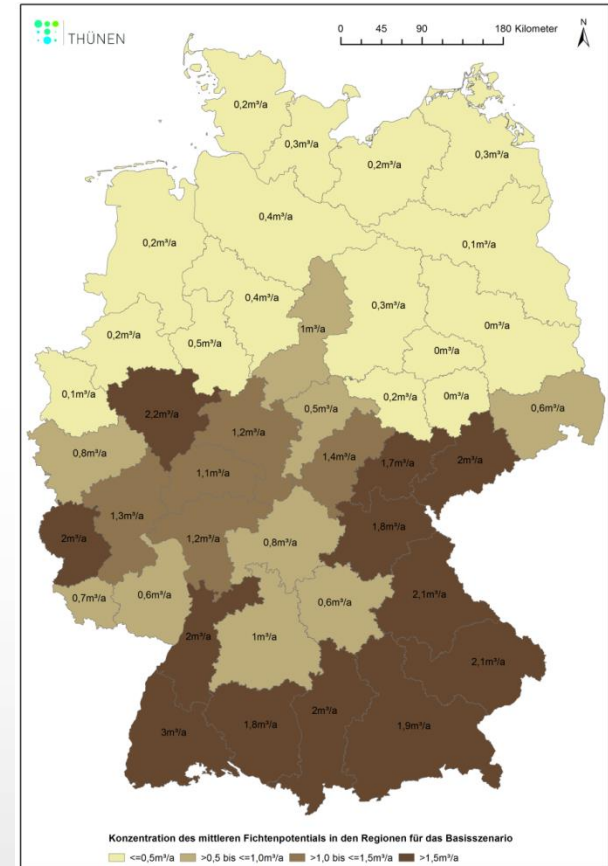 THÜNEN
0 45 90 180 Kilometer
N
0,2m³/a
0,3m³/a
0,2m³/a
0,3m³/a
0,4m³/a
0,2m³/a
0,1m³/a
0,4m³/a
0,3m³/a
1m³/a
0m³/a
0,2m³/a
0,5m³/a
0m³/a
0,1m³/a
2,2m³/a
0,2m³/a
0m³/a
0,6m³/a
0,5m³/a
1,2m³/a
0,8m³/a
1,4m³/a
1,7m³/a
2m³/a
1,1m³/a
1,3m³/a
1,8m³/a
2m³/a
1,2m³/a
0,8m³/a
0,7m³/a
0,6m³/a
0,6m³/a
2,1m³/a
2m³/a
1m³/a
2,1m³/a
3m³/a
1,8m³/a
2m³/a
1,9m³/a
Konzentration des mittleren Fichtenpotentials in den Regionen für das Basisszenario
<=0,5m³/a >0,5 bis <=1,0m³/a >1,0 bis <=1,5m³/a >1,5m³/a